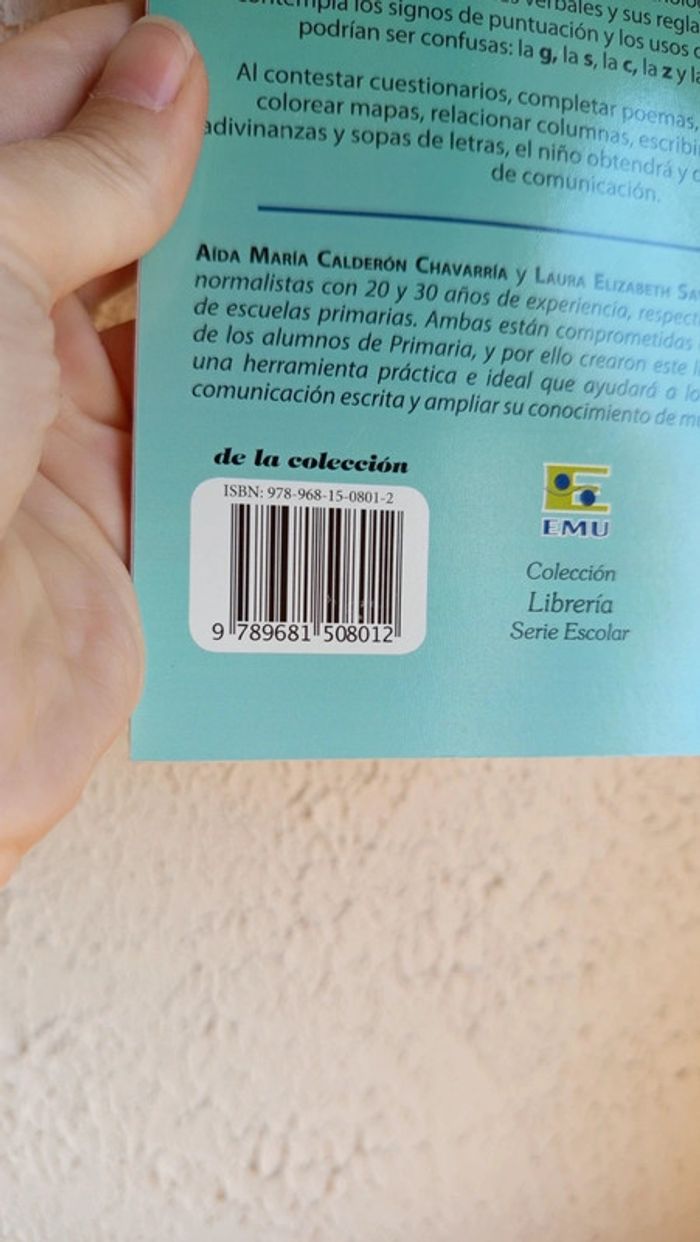 verbales y sus regla
contempla los signos de puntuación y los usos
podrían ser confusas: la g, la s, la c, la z y la
Al contestar cuestionarios, completar poemas,
colorear mapas, relacionar columnas, escribir
adivinanzas y sopas de letras, el niño obtendrá y
de comunicación.
AÍDA MARÍA CALDERÓN CHAVARRÍA y LAURA ELIZABETH
normalistas con 20 y 30 años de experiencia, respect
de escuelas primarias. Ambas están comprometidas
de los alumnos de Primaria, y por ello crearon este
una herramienta práctica e ideal que ayudará a lo
comunicación escrita y ampliar su conocimiento de
de la colección
ISBN: 978-968-15-0801-2
9 789681 508012
EMU
Colección
Librería
Serie Escolar